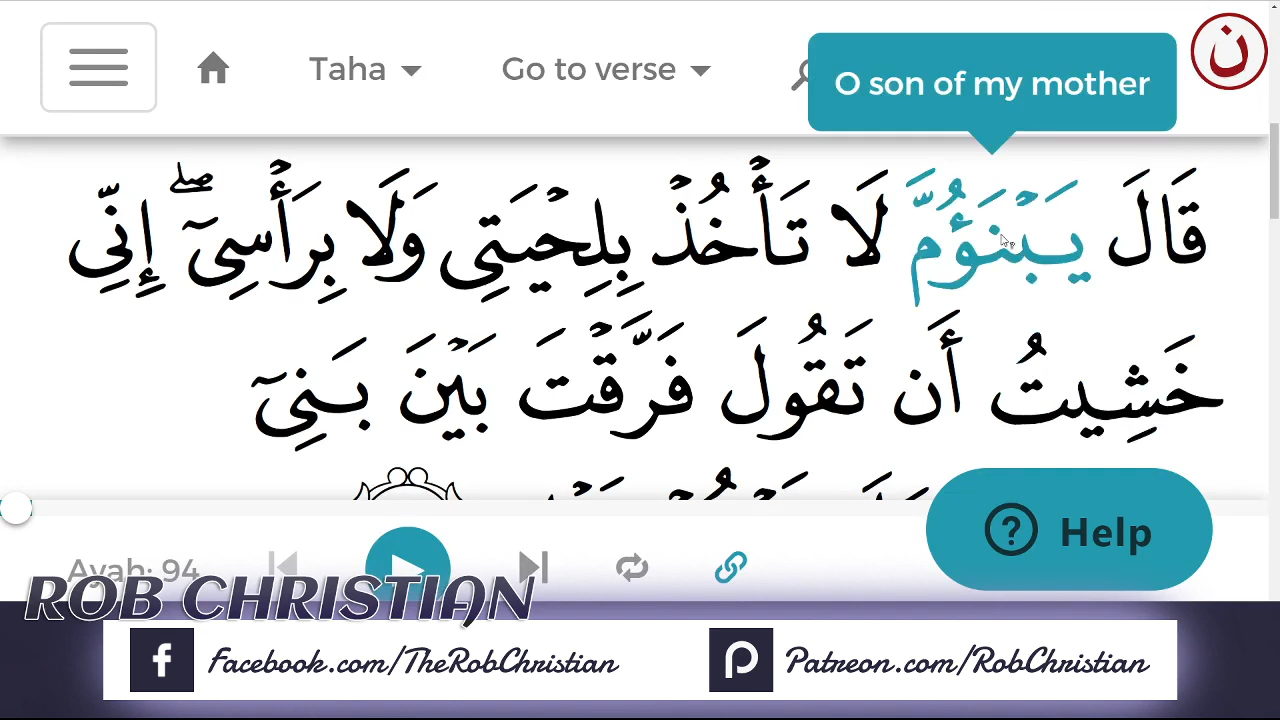 Taha
Go to verse
O son of my mother
ن
قَالَ يَبْنَؤُمَّ لَا تَأْخُذْ بِلِحْيَتِى وَلَا بِرَأْسِىٓ ۖ إِنِّى
خَشِيتُ أَن تَقُولَ فَرَّقْتَ بَيْنَ بَنِىٓ
Help
Ayah: 94
ROB CHRISTIAN
Facebook.com/TheRobChristian
Patreon.com/RobChristian